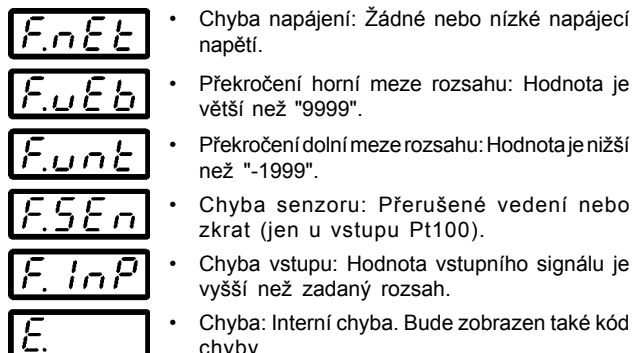 F.nEt
• Chyba napájení: Žádné nebo nízké napájecí
napětí.
F.uEb
• Překročení horní meze rozsahu: Hodnota je
větší než "9999".
F.unt
• Překročení dolní meze rozsahu: Hodnota je nižší
než "-1999".
F.SEn
• Chyba senzoru: Přerušené vedení nebo
zkrat (jen u vstupu Pt100).
F.InP
• Chyba vstupu: Hodnota vstupního signálu je
vyšší než zadaný rozsah.
E.
• Chyba: Interní chyba. Bude zobrazen také kód
chyby